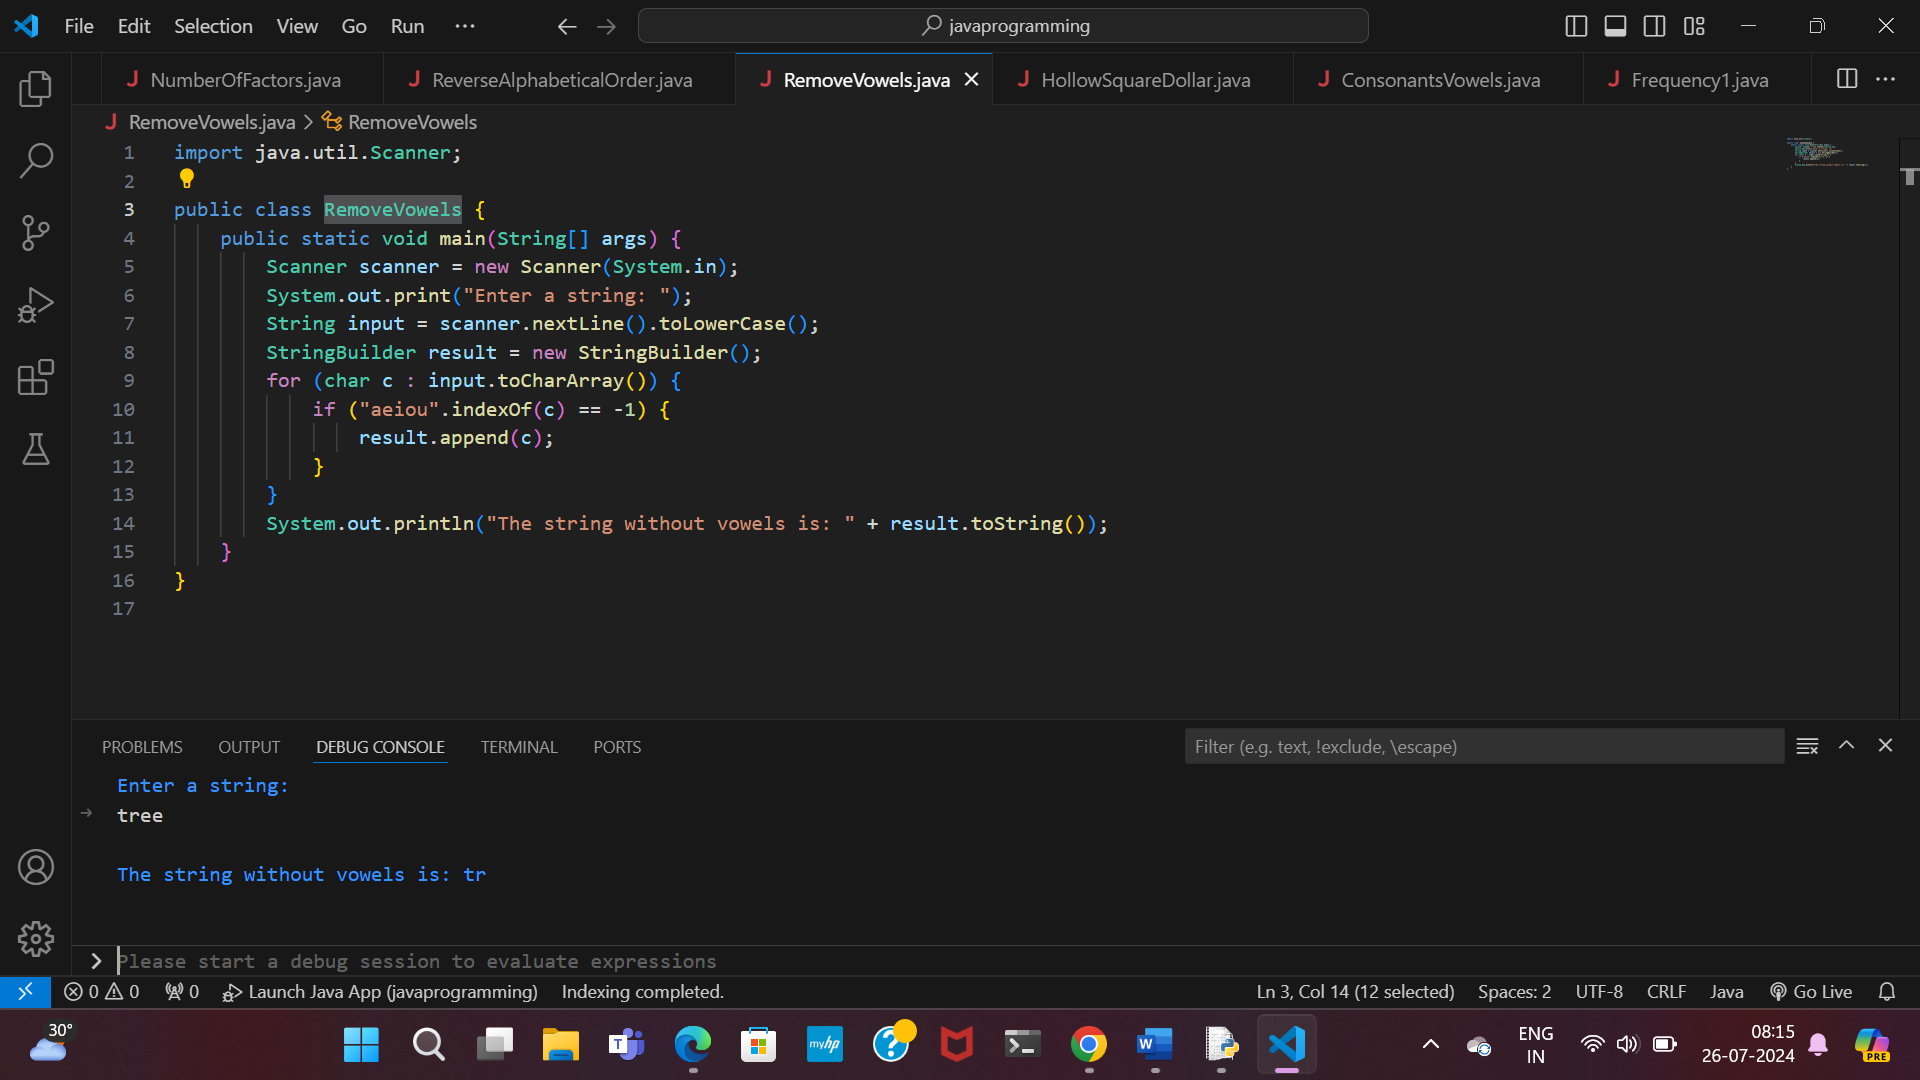 File Edit Selection View Go Run ··· javaprogramming
NumberOfFactors.java ReverseAlphabeticalOrder.java RemoveVowels.java HollowSquareDollar.java ConsonantsVowels.java Frequency1.java
RemoveVowels.java > RemoveVowels
1 import java.util.Scanner;
2
3 public class RemoveVowels {
4 public static void main(String[] args) {
5 Scanner scanner = new Scanner(System.in);
6 System.out.print("Enter a string: ");
7 String input = scanner.nextLine().toLowerCase();
8 StringBuilder result = new StringBuilder();
9 for (char c : input.toCharArray()) {
10 if ("aeiou".indexOf(c) == -1) {
11 result.append(c);
12 }
13 }
14 System.out.println("The string without vowels is: " + result.toString());
15 }
16 }
17
PROBLEMS OUTPUT DEBUG CONSOLE TERMINAL PORTS Filter (e.g. text, !exclude, \escape)
Enter a string:
tree
The string without vowels is: tr
Please start a debug session to evaluate expressions
0 0 0 Launch Java App (javaprogramming) Indexing completed. Ln 3, Col 14 (12 selected) Spaces: 2 UTF-8 CRLF Java Go Live
30° myhp ENG 08:15
IN 26-07-2024 PRE